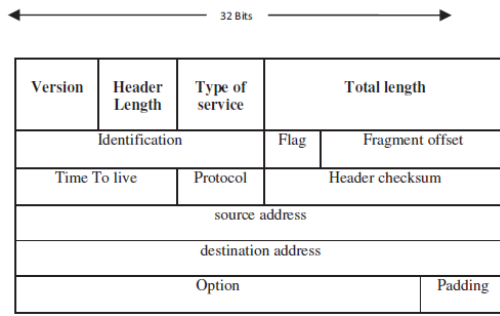 32 Bits
Version Header Length Type of service Total length
Identification Flag Fragment offset
Time To live Protocol Header checksum
source address
destination address
Option Padding